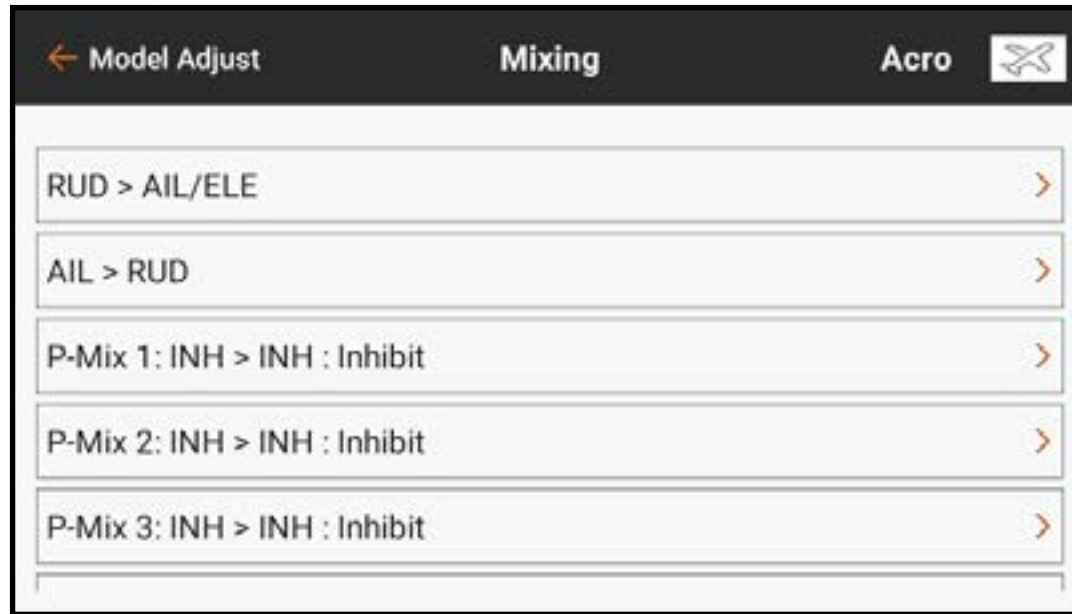 Model Adjust Mixing Acro
RUD > AIL/ELE
AIL > RUD
P-Mix 1: INH > INH : Inhibit
P-Mix 2: INH > INH : Inhibit
P-Mix 3: INH > INH : Inhibit